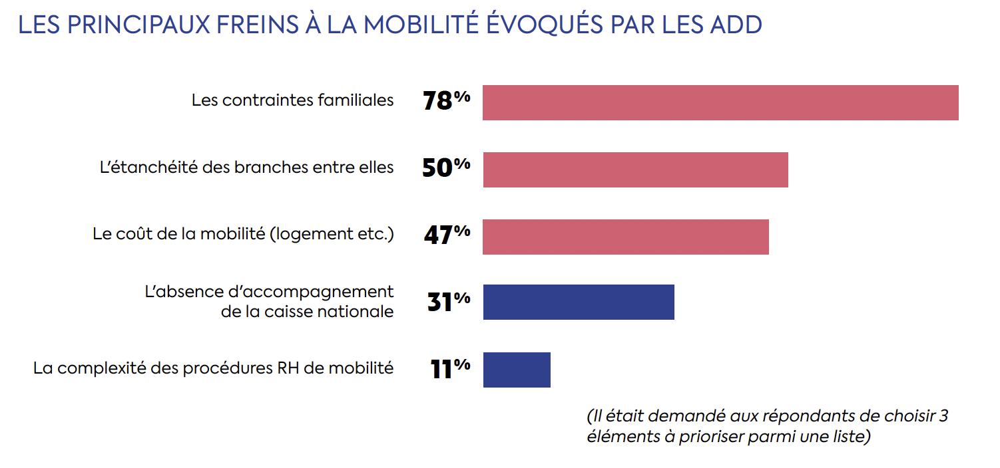 LES PRINCIPAUX FREINS À LA MOBILITÉ ÉVOQUÉS PAR LES ADD
Les contraintes familiales 78%
L'étanchéité des branches entre elles 50%
Le coût de la mobilité (logement etc.) 47%
L'absence d'accompagnement
de la caisse nationale 31%
La complexité des procédures RH de mobilité 11%
(Il était demandé aux répondants de choisir 3
éléments à prioriser parmi une liste)